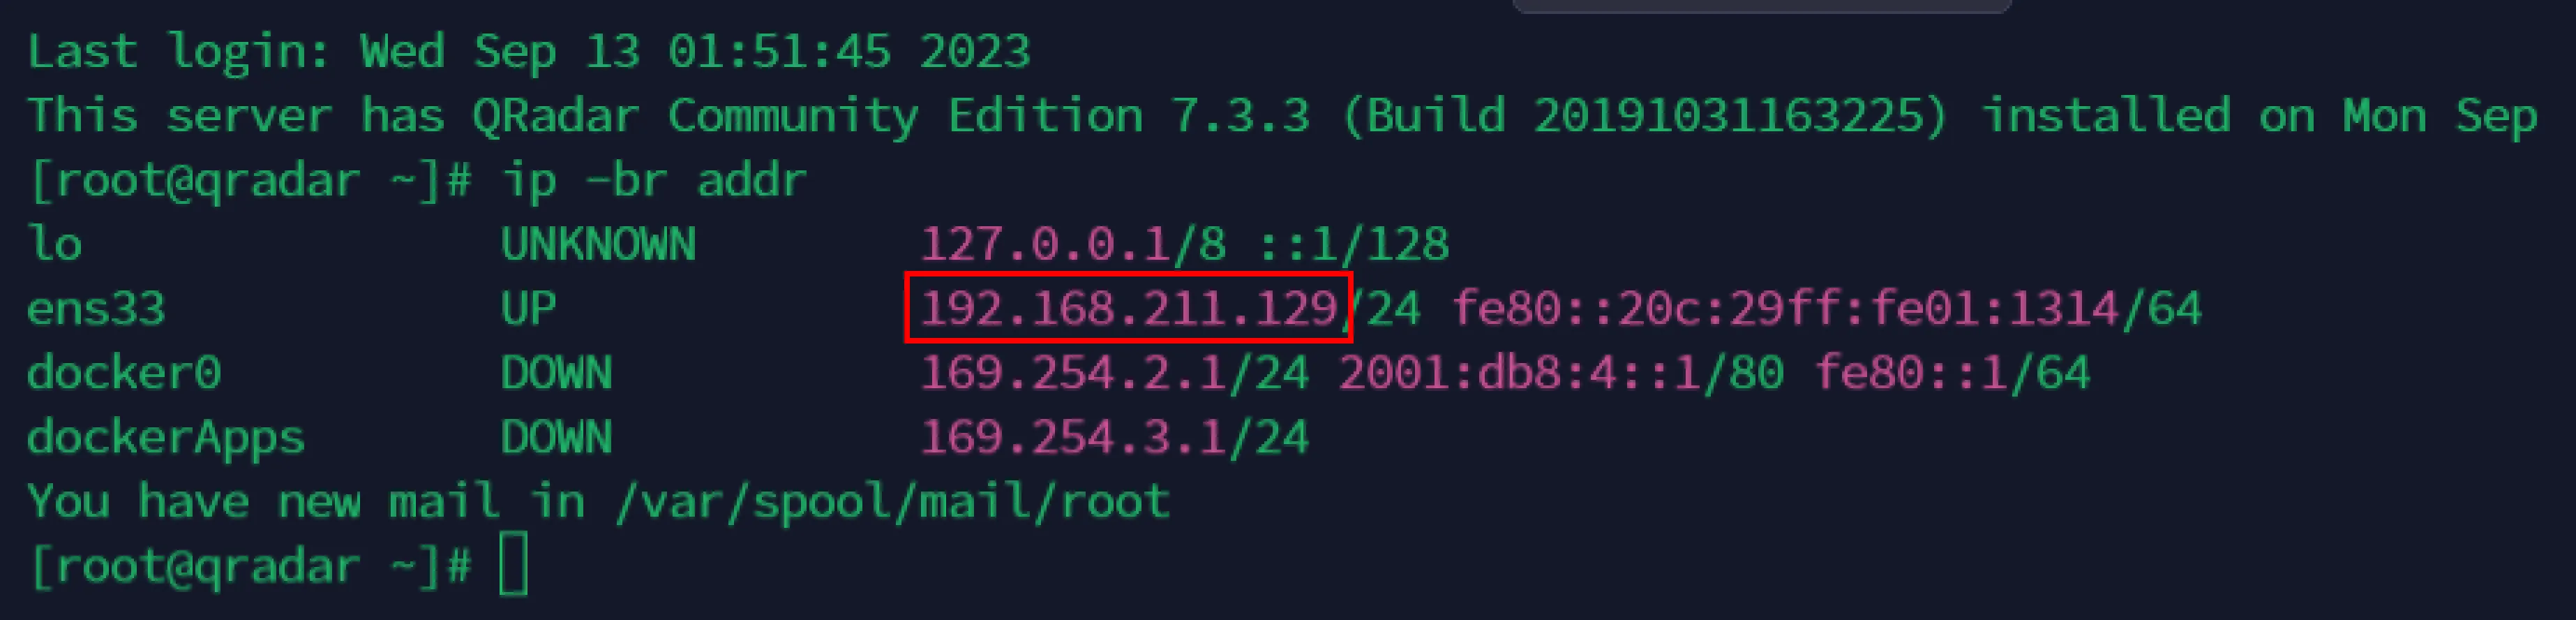 Last login: Wed Sep 13 01:51:45 2023
This server has QRadar Community Edition 7.3.3 (Build 20191031163225) installed on Mon Sep
[root@qradar ~]# ip -br addr
lo UNKNOWN 127.0.0.1/8 ::1/128
ens33 UP 192.168.211.129/24 fe80::20c:29ff:fe01:1314/64
docker0 DOWN 169.254.2.1/24 2001:db8:4::1/80 fe80::1/64
dockerApps DOWN 169.254.3.1/24
You have new mail in /var/spool/mail/root
[root@qradar ~]#